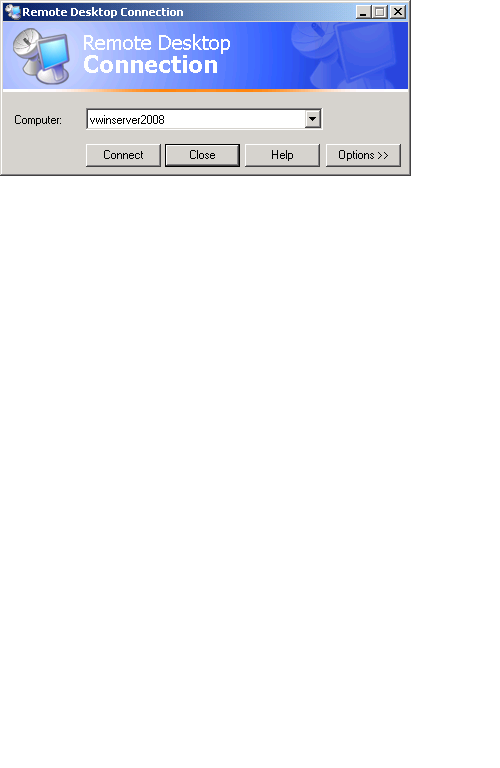 Remote Desktop Connection
Remote Desktop
Connection
Computer: vwinserver2008
Connect Close Help Options >>